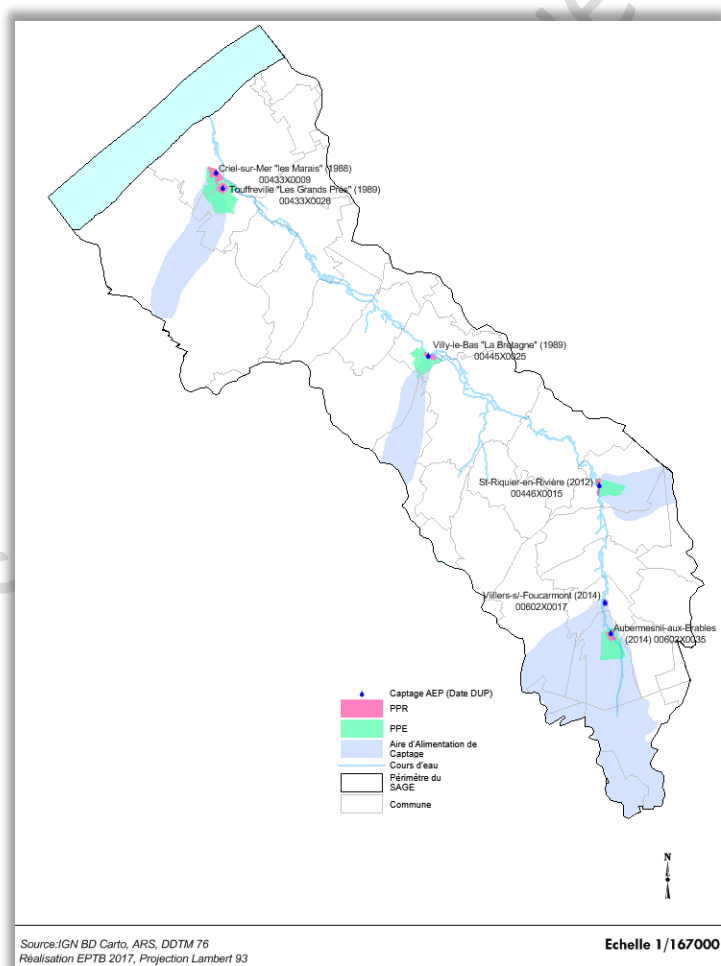 Criel-sur-Mer "les Marais" (1988)
00433X0009
Touffreville "Les Grands Prés" (1989)
00433X0026
Villy-le-Bas "La Bretagne" (1989)
00445X0025
St-Riquier-en-Rivière (2012)
00446X0015
Villers-s/-Foucarmont (2014)
00602X0017
Aubermesnil-aux-Erables
(2014) 00602X0035
Captage AEP (Date DUP)
PPR
PPE
Aire d'Alimentation de
Captage
Cours d'eau
Périmètre du
SAGE
Commune
N
Source:IGN BD Carto, ARS, DDTM 76
Réalisation EPTB 2017, Projection Lambert 93
Echelle 1/167000